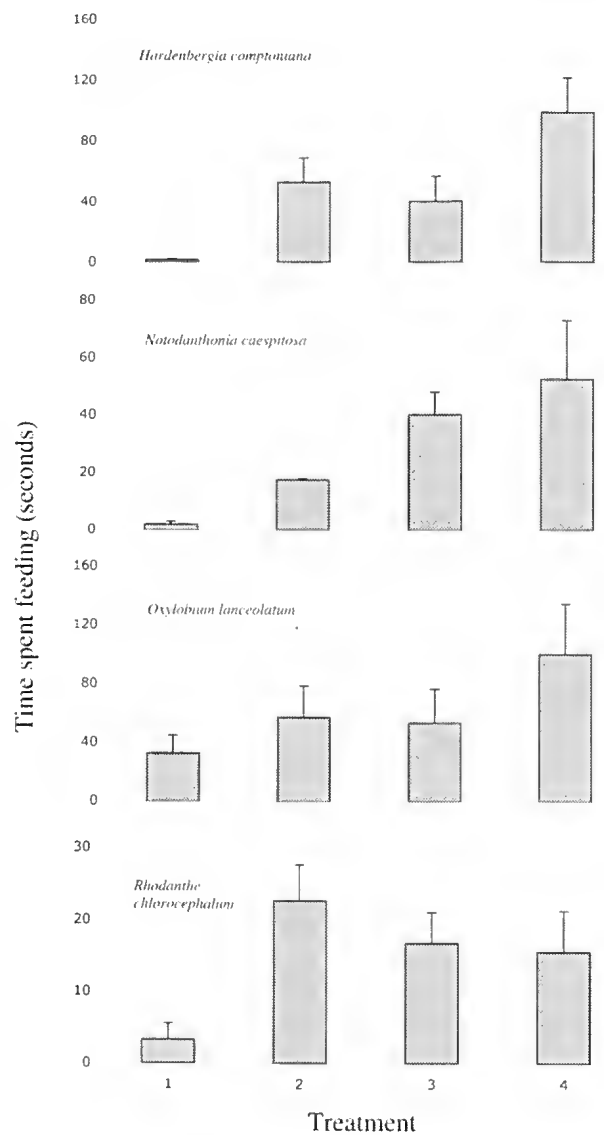 160
Hardenbergia comptoniana
120
80
40
0
80
Notodanthonia caespitosa
60
40
20
0
160
Oxylobium lanceolatum
120
80
40
0
30
Rhodanthe
chlorocephalum
20
10
0
1 2 3 4
Treatment
Time spent feeding (seconds)